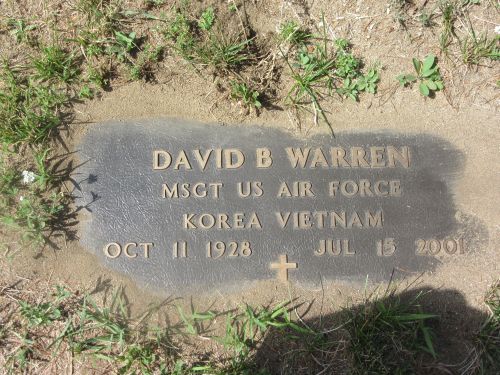 DAVID B WARREN
MSGT US AIR FORCE
KOREA VIETNAM
OCT 11 1928 JUL 15 2001